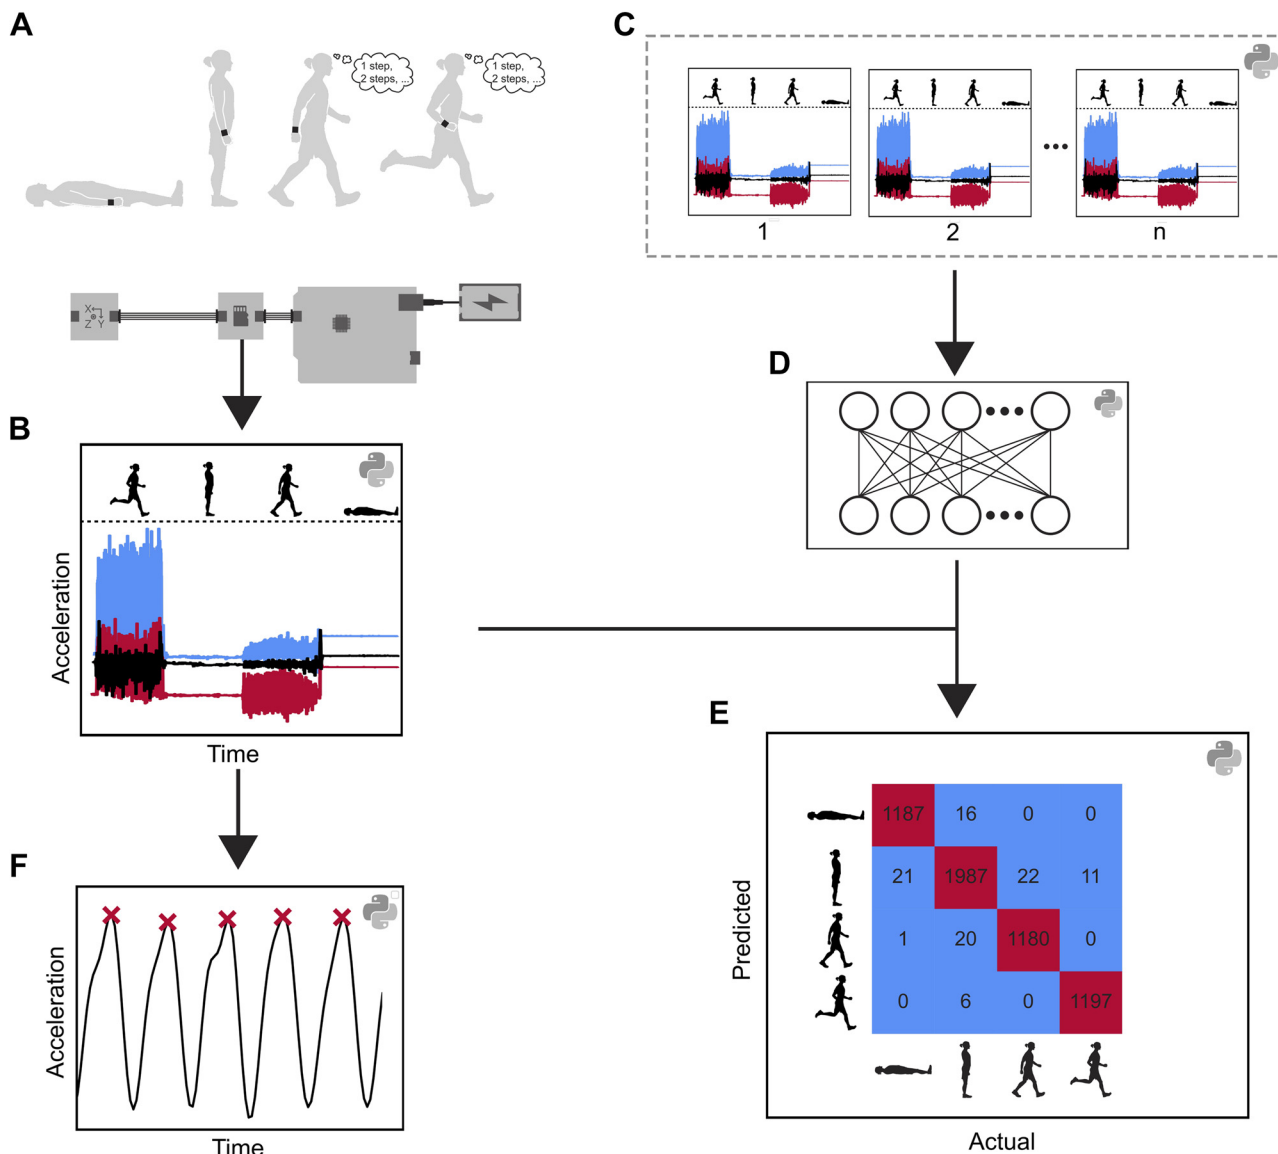 A
1 step,
2 steps, ...
1 step,
2 steps, ...
X
Z Y
B
Acceleration
Time
C
1
2
n
D
E
Predicted
1187 16 0 0
21 1987 22 11
1 20 1180 0
0 6 0 1197
Actual
F
Acceleration
Time